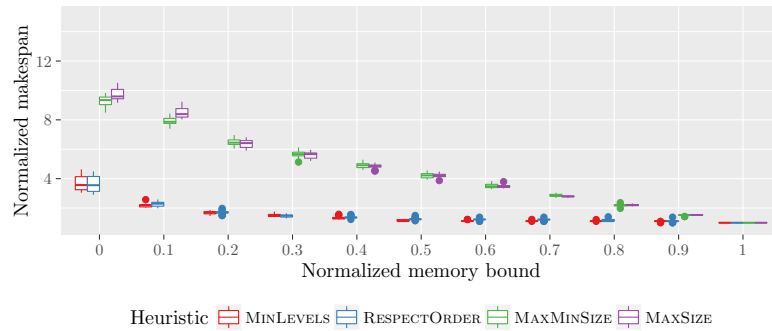 Normalized makespan
12
8
4
0 0.1 0.2 0.3 0.4 0.5 0.6 0.7 0.8 0.9 1
Normalized memory bound
Heuristic MINLEVELS RESPECTORDER MAXMINSIZE MAXSIZE